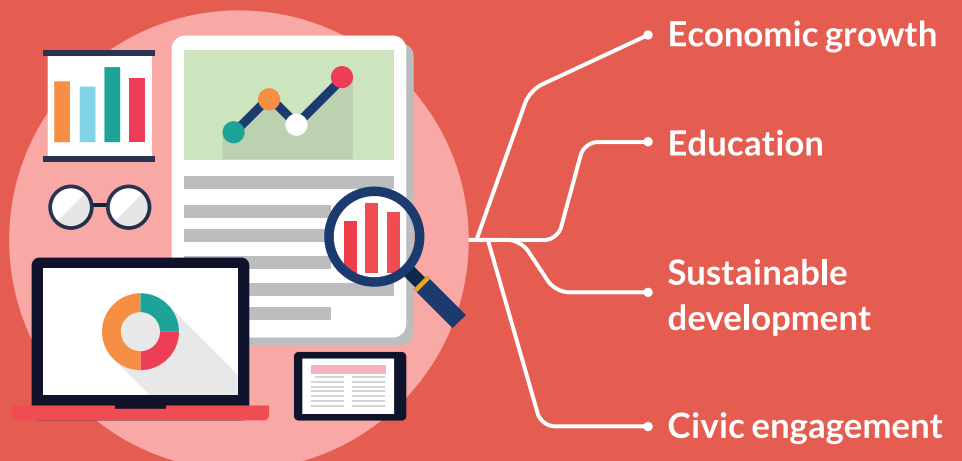 Economic growth
Education
Sustainable
development
Civic engagement